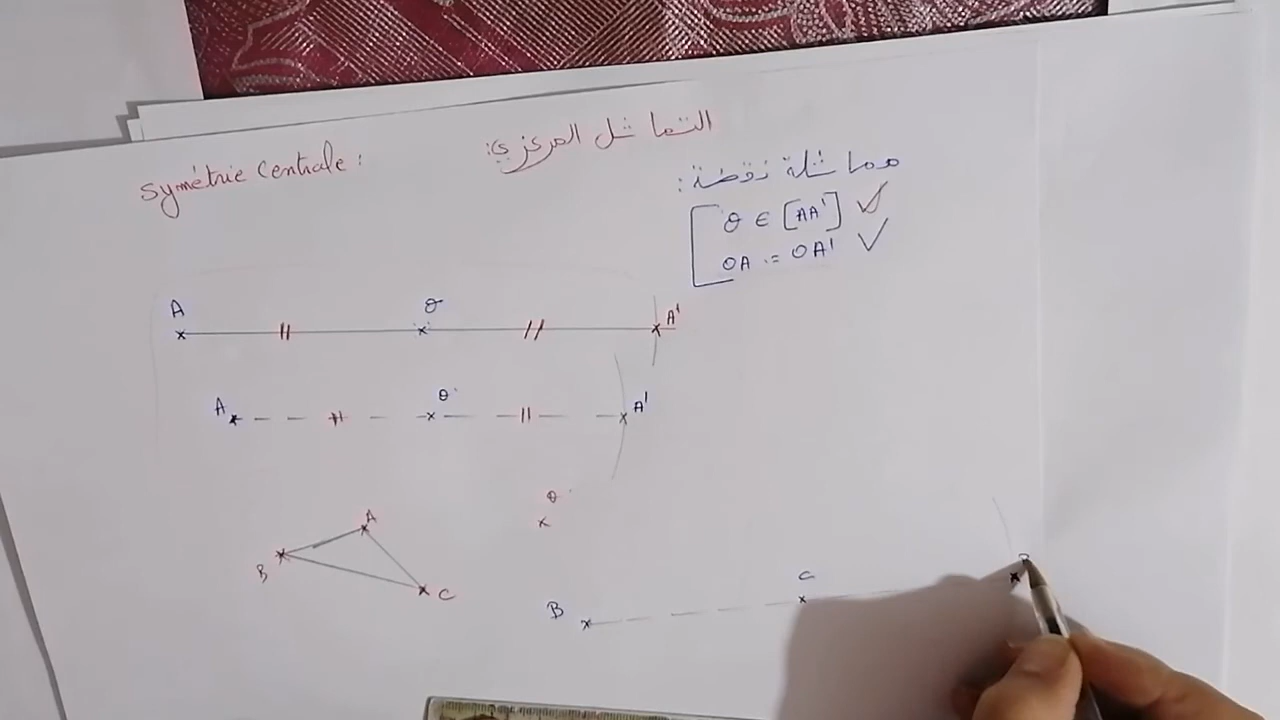 التماثل المركزي:
Symétrie Centrale :
مماثلة نقطة :
O ∈ [AA']
OA = OA'
A O A'
A O A'
O
A
B
C
C
B